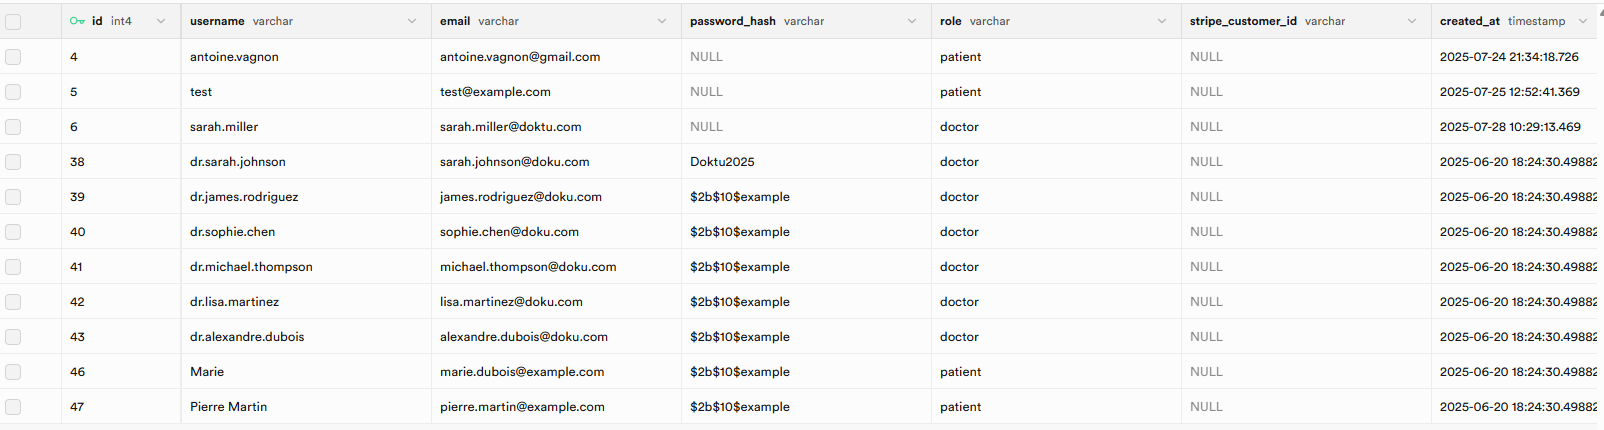 id int4 username varchar email varchar password_hash varchar role varchar stripe_customer_id varchar created_at timestamp
4 antoine.vagnon antoine.vagnon@gmail.com NULL patient NULL 2025-07-24 21:34:18.726
5 test test@example.com NULL patient NULL 2025-07-25 12:52:41.369
6 sarah.miller sarah.miller@doktu.com NULL doctor NULL 2025-07-28 10:29:13.469
38 dr.sarah.johnson sarah.johnson@doku.com Doktu2025 doctor NULL 2025-06-20 18:24:30.49882
39 dr.james.rodriguez james.rodriguez@doku.com $2b$10$example doctor NULL 2025-06-20 18:24:30.49882
40 dr.sophie.chen sophie.chen@doku.com $2b$10$example doctor NULL 2025-06-20 18:24:30.49882
41 dr.michael.thompson michael.thompson@doku.com $2b$10$example doctor NULL 2025-06-20 18:24:30.49882
42 dr.lisa.martinez lisa.martinez@doku.com $2b$10$example doctor NULL 2025-06-20 18:24:30.49882
43 dr.alexandre.dubois alexandre.dubois@doku.com $2b$10$example doctor NULL 2025-06-20 18:24:30.49882
46 Marie marie.dubois@example.com $2b$10$example patient NULL 2025-06-20 18:24:30.49882
47 Pierre Martin pierre.martin@example.com $2b$10$example patient NULL 2025-06-20 18:24:30.49882